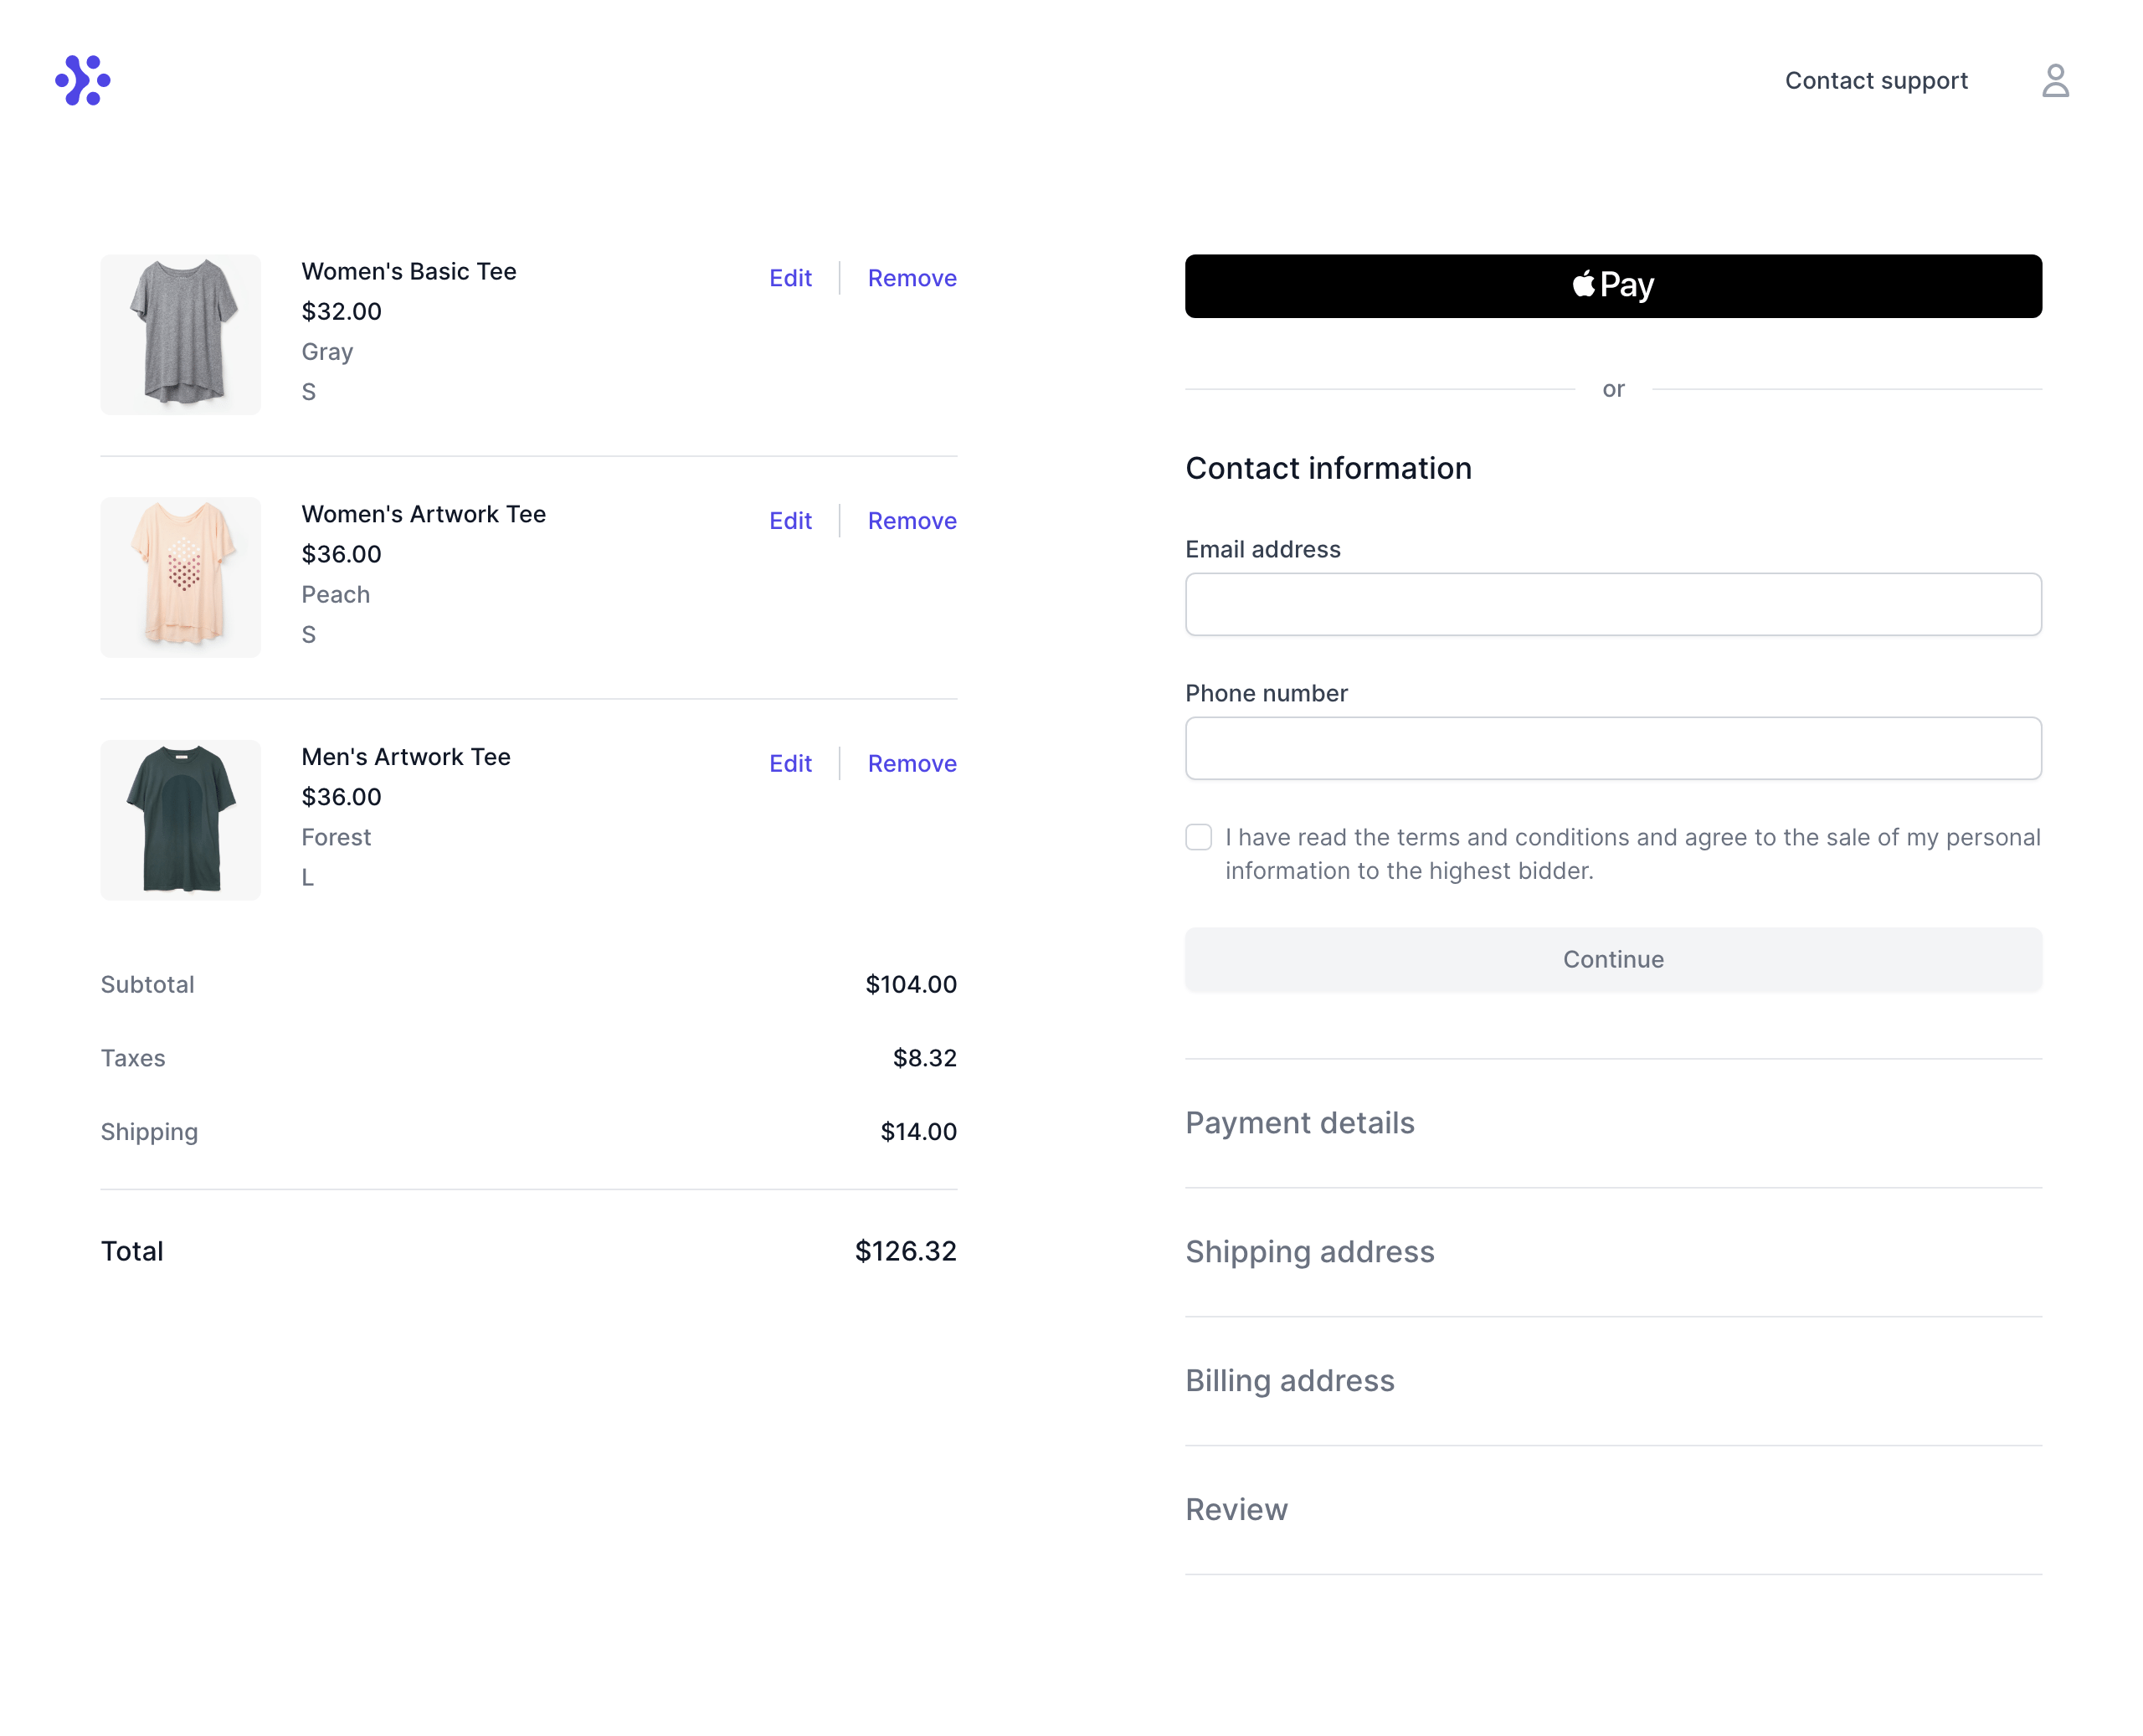 Contact support
Women's Basic Tee
$32.00
Gray
S
Edit
Remove
Women's Artwork Tee
$36.00
Peach
S
Edit
Remove
Men's Artwork Tee
$36.00
Forest
L
Edit
Remove
Subtotal $104.00
Taxes $8.32
Shipping $14.00
Total $126.32
Pay
or
Contact information
Email address
Phone number
I have read the terms and conditions and agree to the sale of my personal
information to the highest bidder.
Continue
Payment details
Shipping address
Billing address
Review